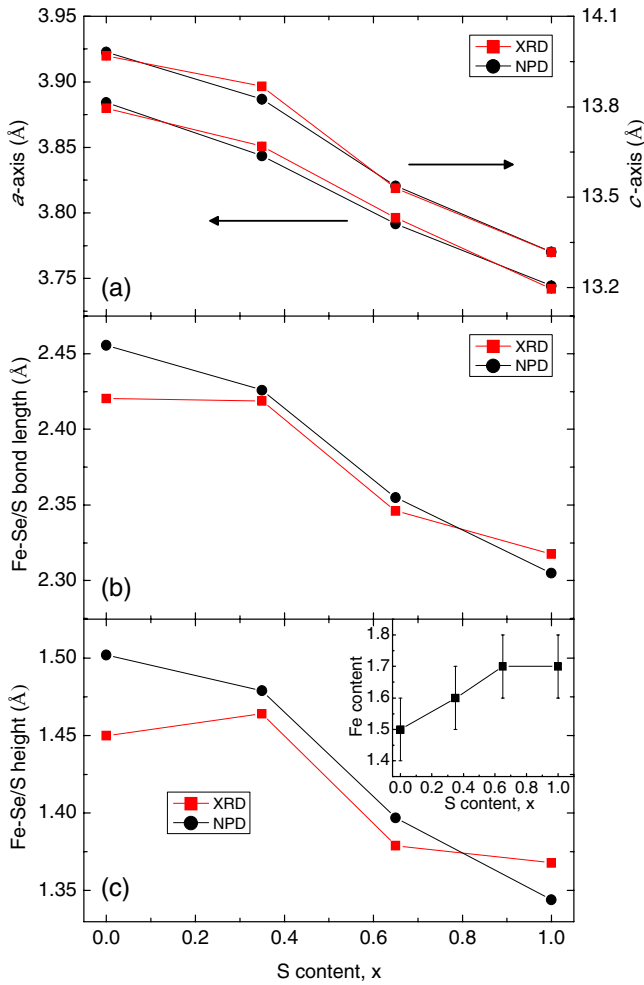 3.95
3.90
3.85
3.80
3.75
a-axis (Å)
14.1
13.8
13.5
13.2
c-axis (Å)
XRD
NPD
(a)
2.45
2.40
2.35
2.30
Fe-Se/S bond length (Å)
XRD
NPD
(b)
1.50
1.45
1.40
1.35
Fe-Se/S height (Å)
XRD
NPD
(c)
1.8
1.7
1.6
1.5
1.4
Fe content
0.0 0.2 0.4 0.6 0.8 1.0
S content, x
0.0 0.2 0.4 0.6 0.8 1.0
S content, x